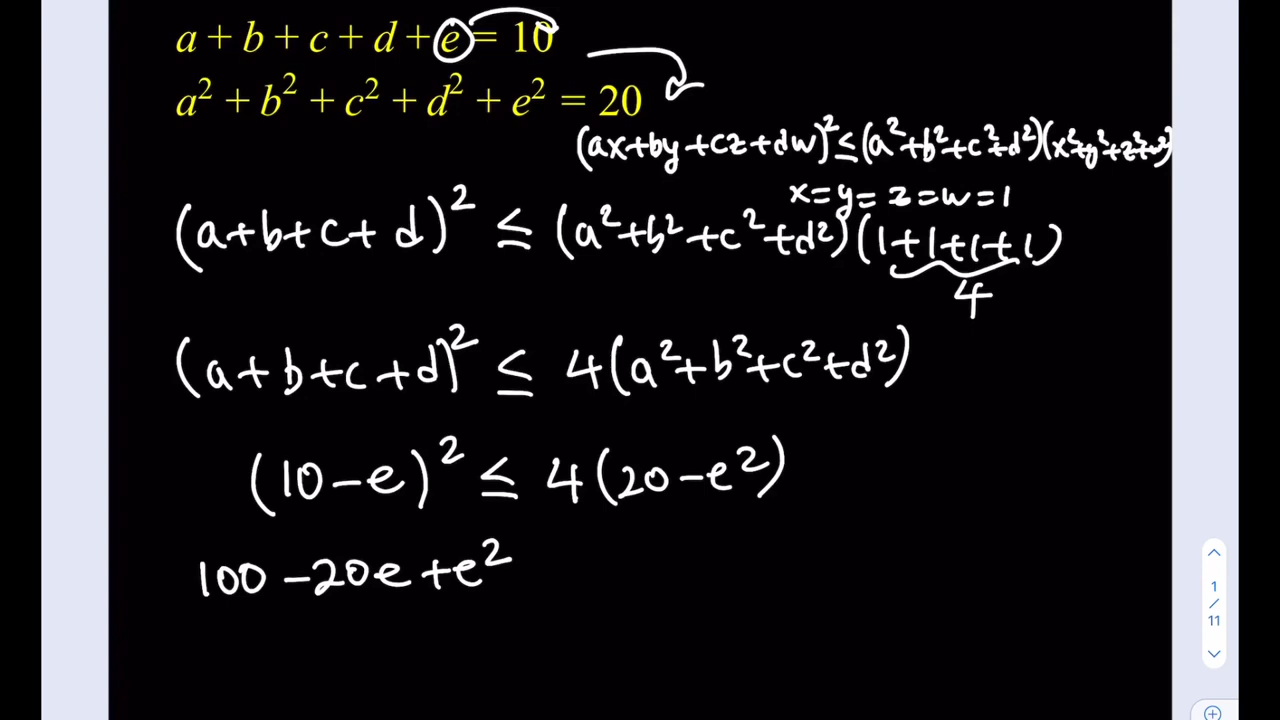 a + b + c + d + e = 10
a² + b² + c² + d² + e² = 20
(ax+by+cz+dw)² ≤ (a²+b²+c²+d²)(x²+y²+z²+w²)
x=y=z=w=1
(a+b+c+d)² ≤ (a²+b²+c²+d²)(1+1+1+1)
4
(a+b+c+d)² ≤ 4(a²+b²+c²+d²)
(10-e)² ≤ 4(20-e²)
100-20e+e²
1
/
11